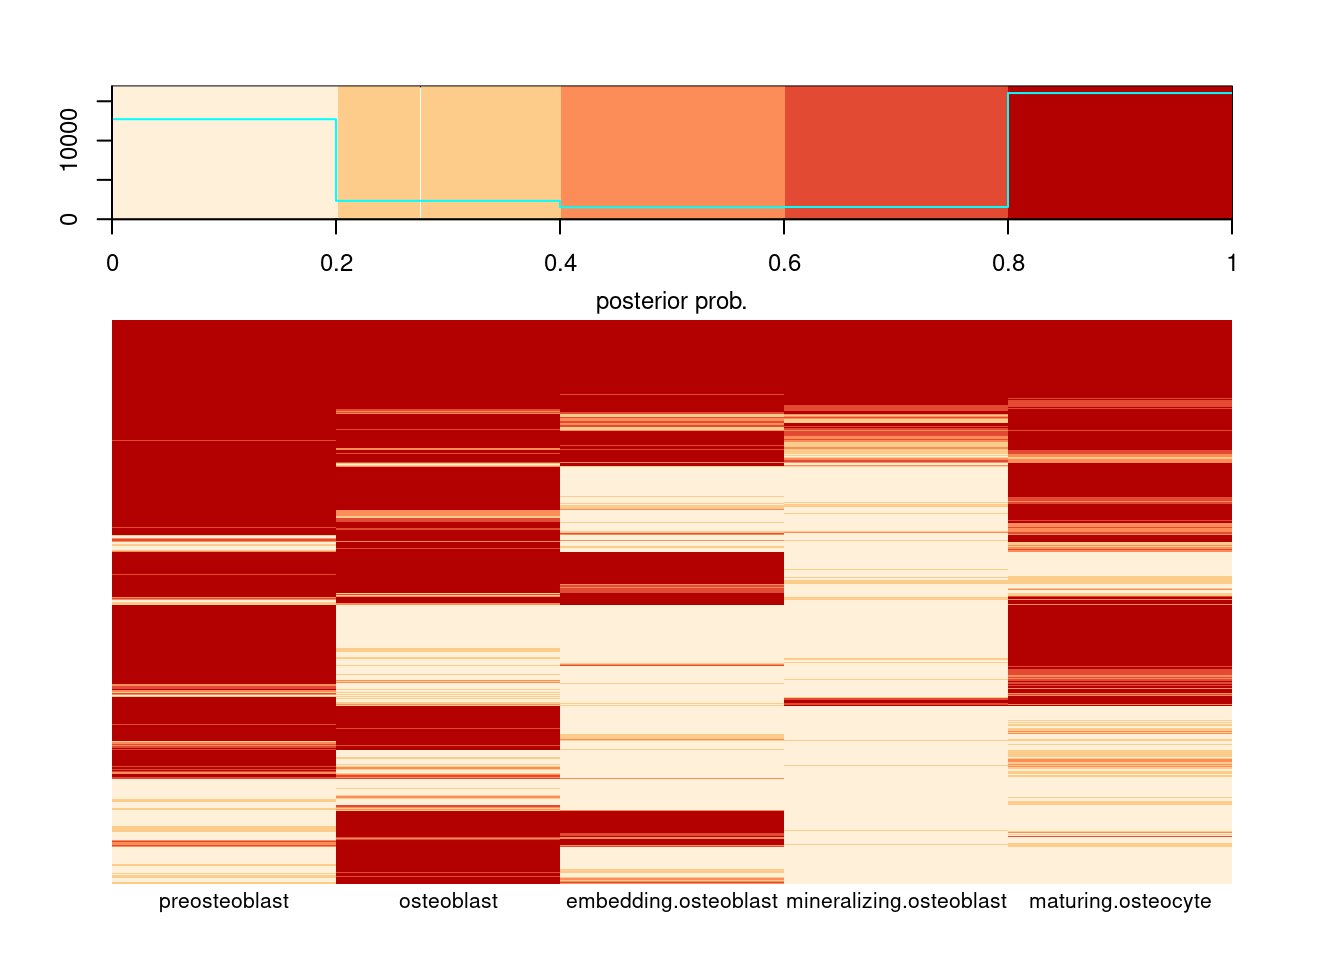 10000
0
0 0.2 0.4 0.6 0.8 1
posterior prob.
preosteoblast osteoblast embedding.osteoblast mineralizing.osteoblast maturing.osteocyte